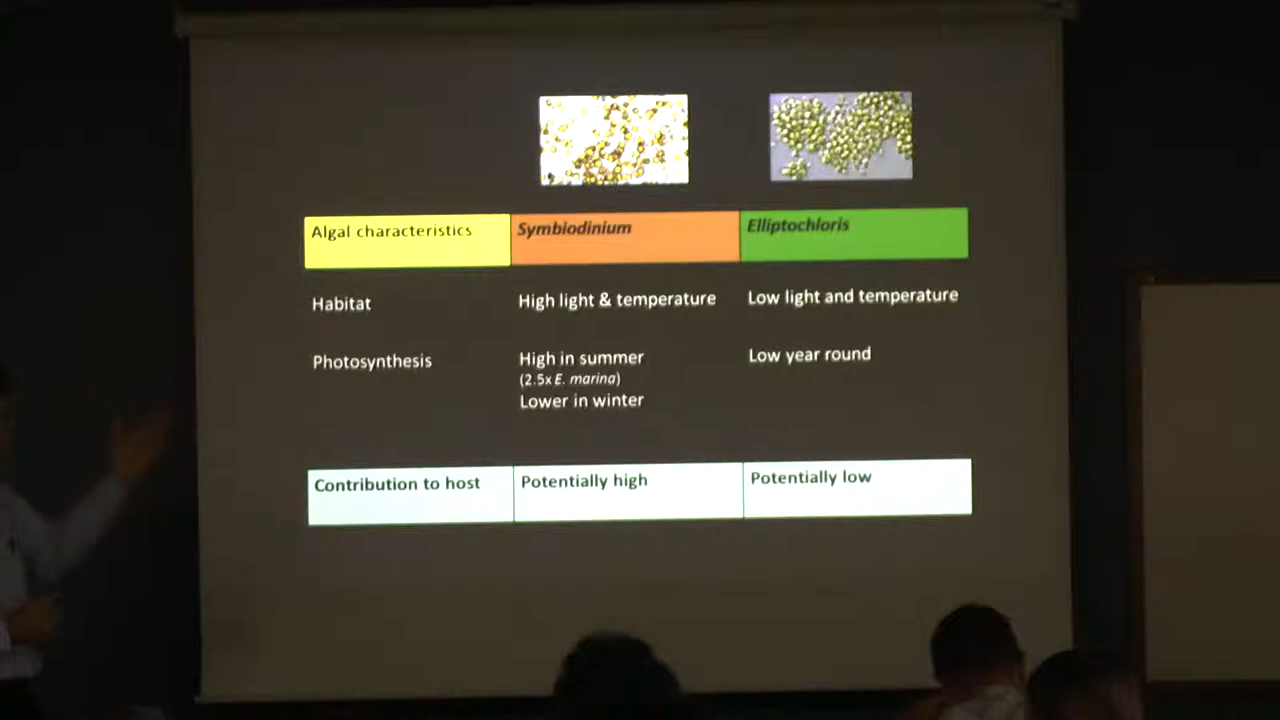 Algal characteristics Symbiodinium Elliptochloris
Habitat High light & temperature Low light and temperature
Photosynthesis High in summer Low year round
(2.5x E. marina)
Lower in winter
Contribution to host Potentially high Potentially low